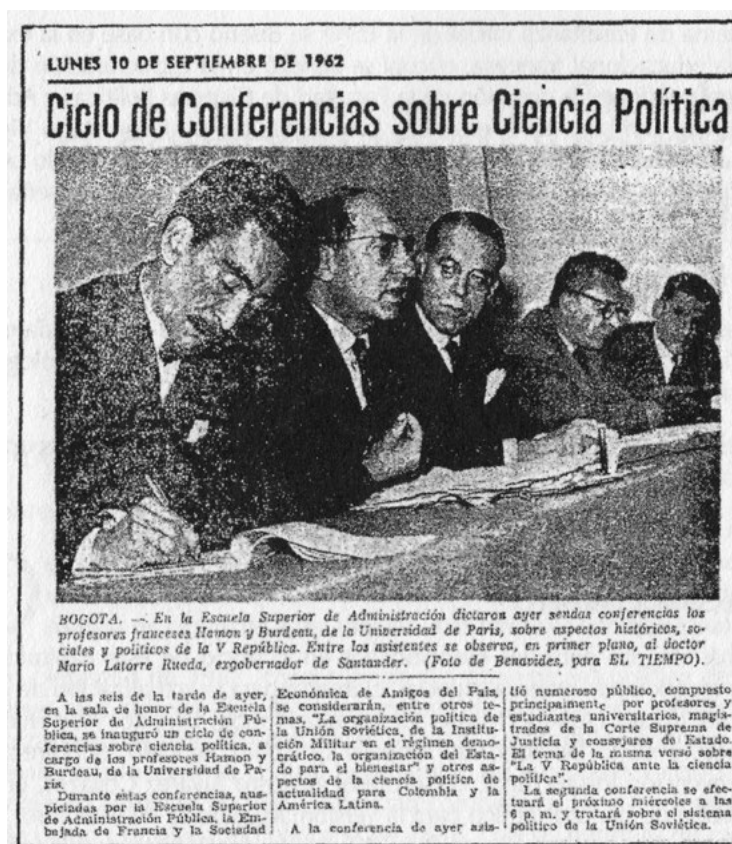 LUNES 10 DE SEPTIEMBRE DE 1962
Ciclo de Conferencias sobre Ciencia Política
BOGOTA. — En la Escuela Superior de Administración dictaron ayer sendas conferencias los
profesores franceses Hamon y Burdeau, de la Universidad de París, sobre aspectos históricos, so-
ciales y políticos de la V República. Entre los asistentes se observa, en primer plano, al doctor
Mario Latorre Rueda, exgobernador de Santander. (Foto de Benavides, para EL TIEMPO).
A las seis de la tarde de ayer,
en la sala de honor de la Escuela
Superior de Administración Pú-
blica, se inauguró un ciclo de con-
ferencias sobre ciencia política, a
cargo de los profesores Hamon y
Burdeau, de la Universidad de Pa-
rís.
Durante estas conferencias, aus-
piciadas por la Escuela Superior
de Administración Pública, la Em-
bajada de Francia y la Sociedad
Económica de Amigos del País,
se considerarán, entre otros te-
mas, "La organización política de
la Unión Soviética, de la Institu-
ción Militar en el régimen demo-
crático, la organización del Esta-
do para el bienestar" y otros as-
pectos de la ciencia política de
actualidad para Colombia y la
América Latina.
A la conferencia de ayer asis-
tió numeroso público, compuesto
principalmente por profesores y
estudiantes universitarios, magis-
trados de la Corte Suprema de
Justicia y consejeros de Estado.
El tema de la misma versó sobre
"La V República ante la ciencia
política".
La segunda conferencia se efec-
tuará el próximo miércoles a las
6 p. m. y tratará sobre el sistema
político de la Unión Soviética.